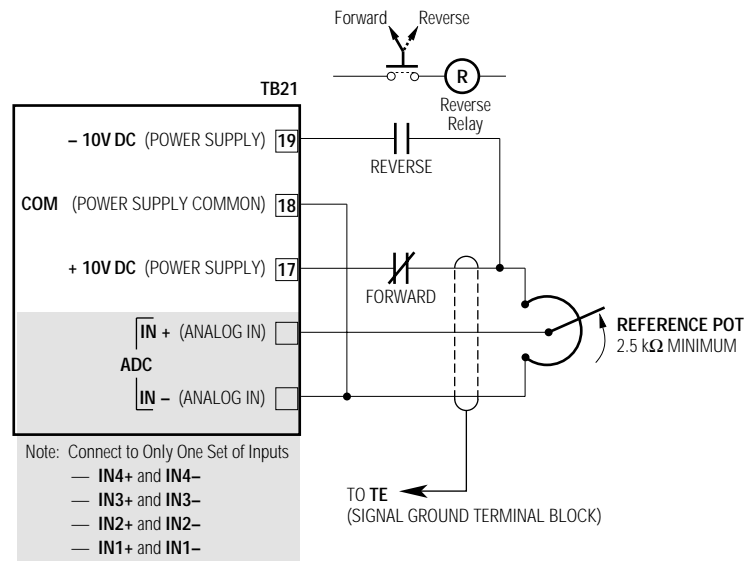 Forward Reverse
R
Reverse
Relay
TB21
– 10V DC (POWER SUPPLY) 19
REVERSE
COM (POWER SUPPLY COMMON) 18
+ 10V DC (POWER SUPPLY) 17
FORWARD
IN + (ANALOG IN)
REFERENCE POT
2.5 kΩ MINIMUM
ADC
IN – (ANALOG IN)
Note: Connect to Only One Set of Inputs
— IN4+ and IN4–
— IN3+ and IN3–
— IN2+ and IN2–
— IN1+ and IN1–
TO TE
(SIGNAL GROUND TERMINAL BLOCK)